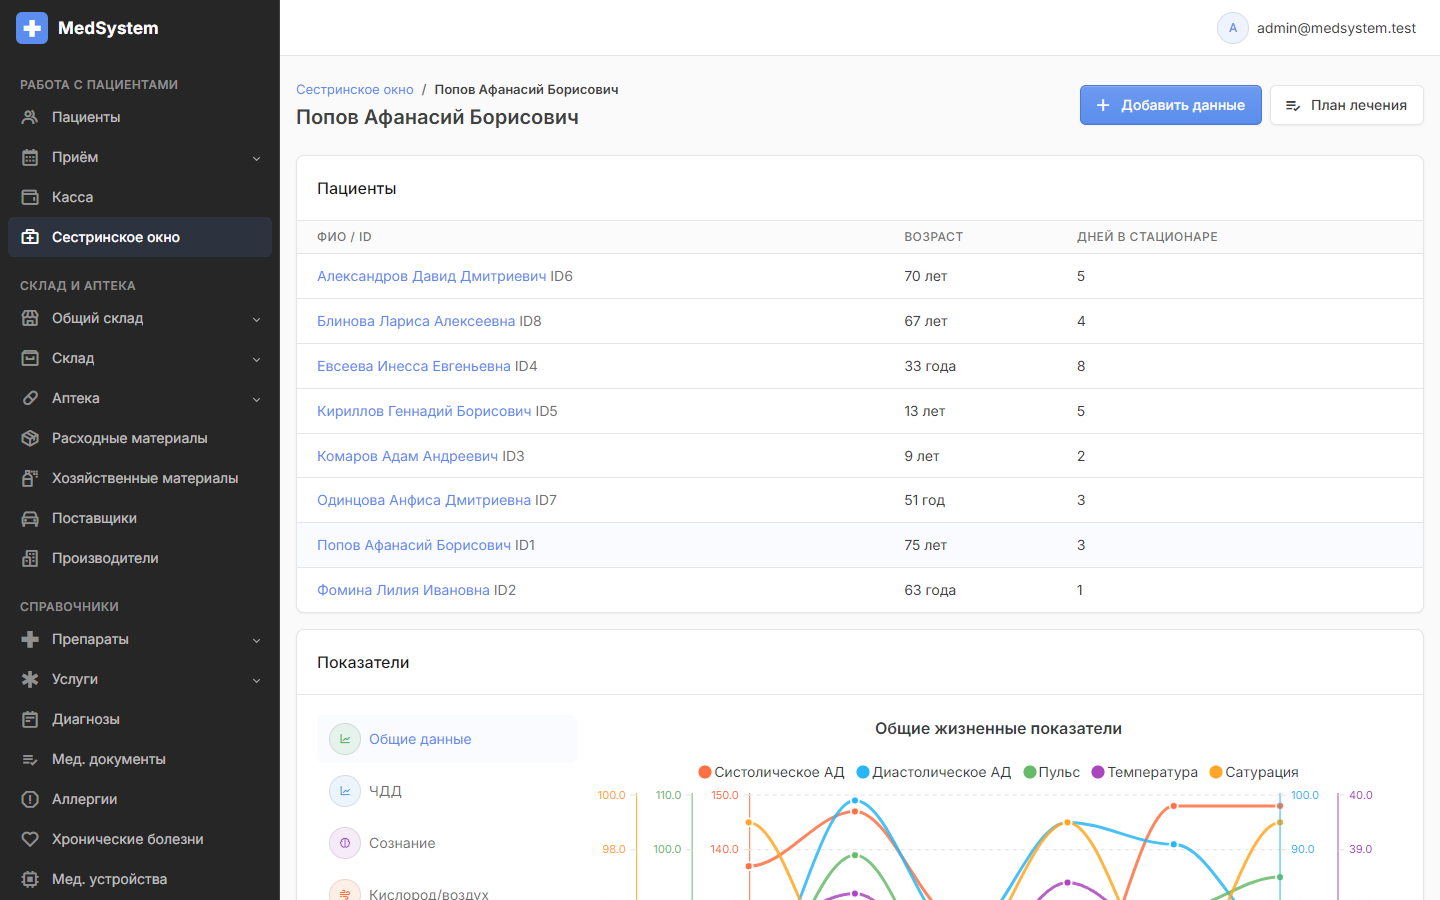 MedSystem
A admin@medsystem.test
РАБОТА С ПАЦИЕНТАМИ
Пациенты
Приём
Касса
Сестринское окно
СКЛАД И АПТЕКА
Общий склад
Склад
Аптека
Расходные материалы
Хозяйственные материалы
Поставщики
Производители
СПРАВОЧНИКИ
Препараты
Услуги
Диагнозы
Мед. документы
Аллергии
Хронические болезни
Мед. устройства
Сестринское окно / Попов Афанасий Борисович
Попов Афанасий Борисович
Добавить данные
План лечения
Пациенты
ФИО / ID ВОЗРАСТ ДНЕЙ В СТАЦИОНАРЕ
Александров Давид Дмитриевич ID6 70 лет 5
Блинова Лариса Алексеевна ID8 67 лет 4
Евсеева Инесса Евгеньевна ID4 33 года 8
Кириллов Геннадий Борисович ID5 13 лет 5
Комаров Адам Андреевич ID3 9 лет 2
Одинцова Анфиса Дмитриевна ID7 51 год 3
Попов Афанасий Борисович ID1 75 лет 3
Фомина Лилия Ивановна ID2 63 года 1
Показатели
Общие данные
ЧДД
Сознание
Кислород/воздух
Общие жизненные показатели
Систолическое АД Диастолическое АД Пульс Температура Сатурация
100.0 110.0 150.0 100.0 40.0
98.0 100.0 140.0 90.0 39.0